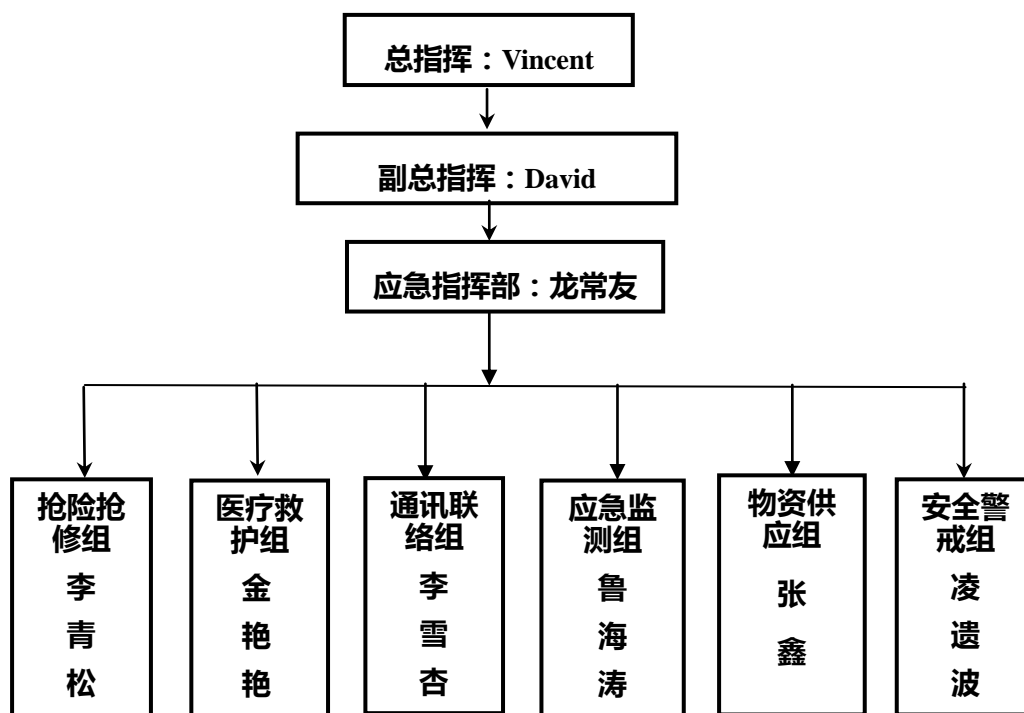 总指挥：Vincent
副总指挥：David
应急指挥部：龙常友
抢险抢
修组
李
青
松
医疗救
护组
金
艳
艳
通讯联
络组
李
雪
杏
应急监
测组
鲁
海
涛
物资供
应组
张
鑫
安全警
戒组
凌
遗
波